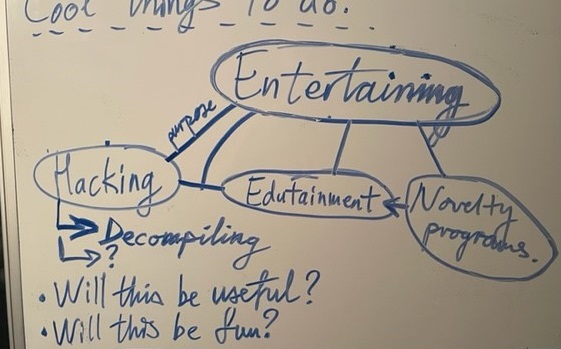 Cool things to do:
Entertaining
purpose
Hacking
Edutainment
Novelty
programs.
Decompiling
?
• Will this be useful?
• Will this be fun?